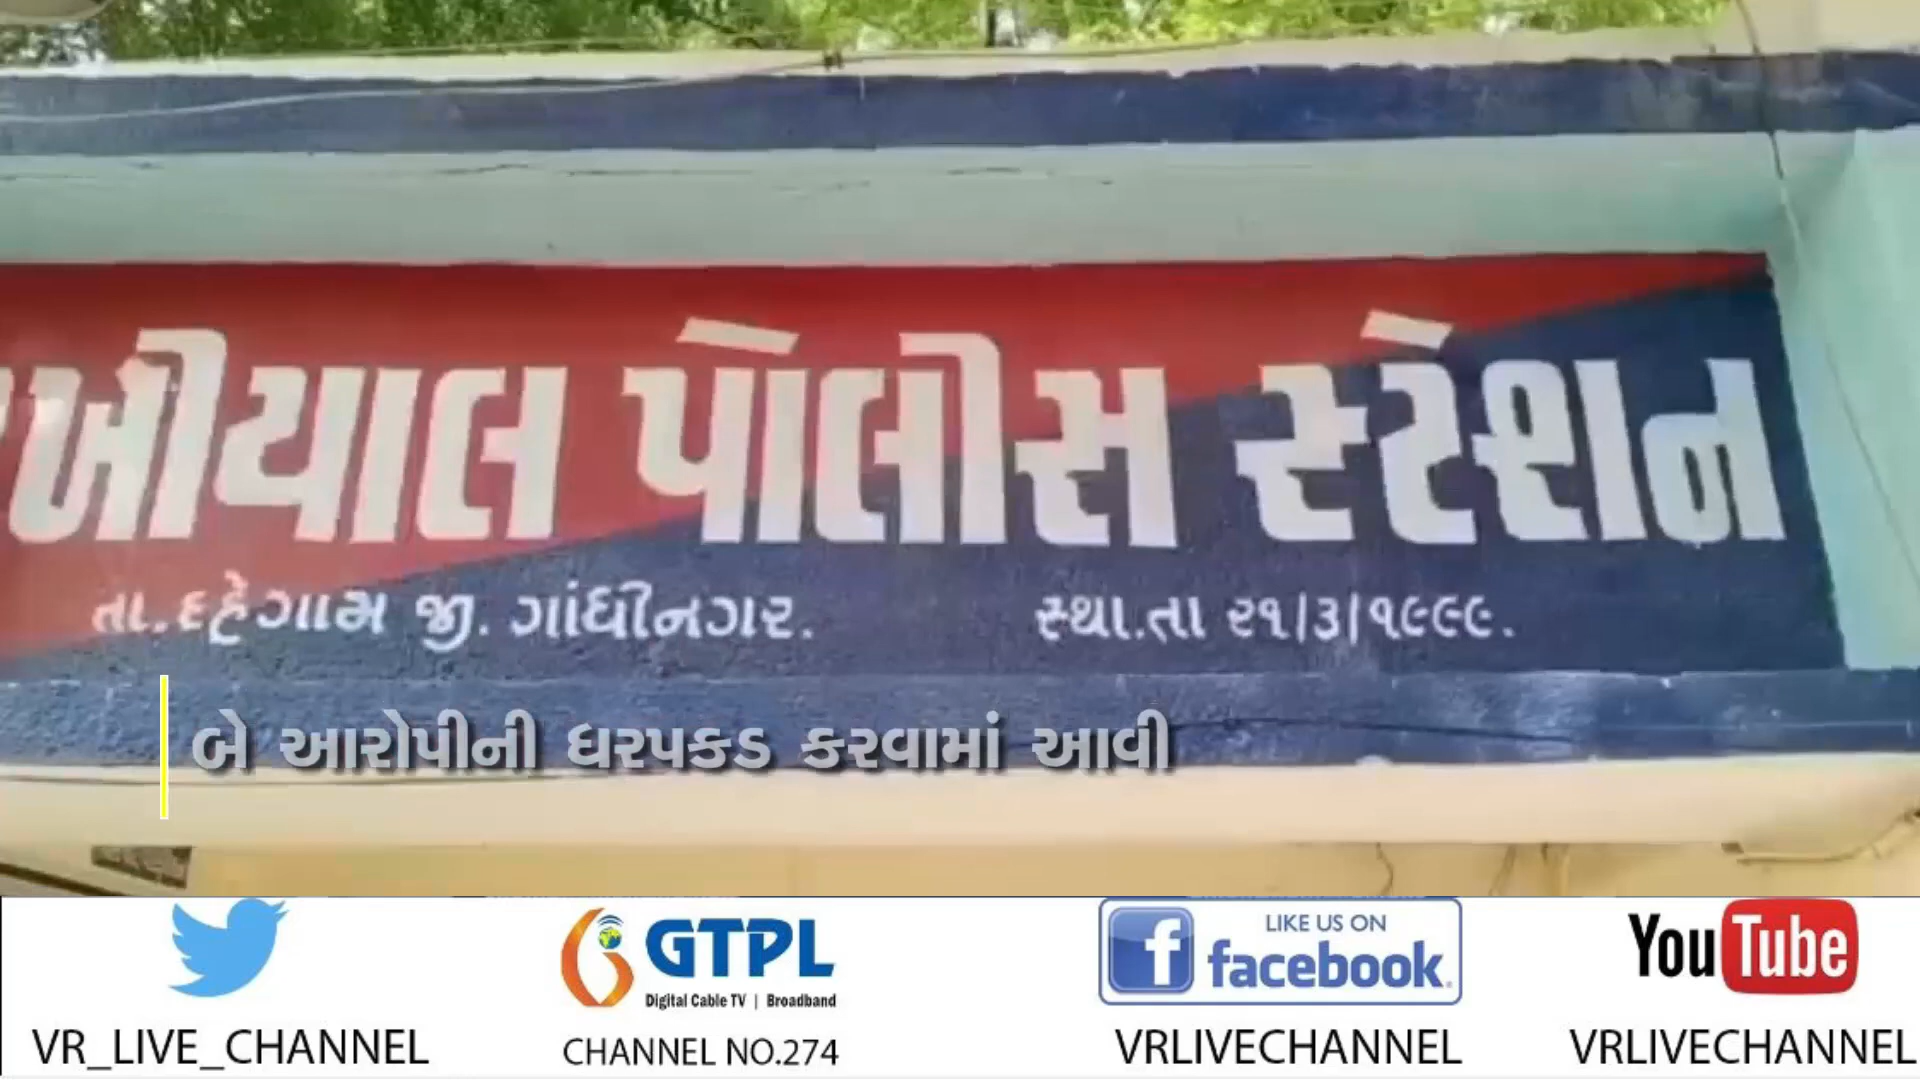 રખીયાલ પોલીસ સ્ટેશન
તા.દહેગામ જી. ગાંધીનગર.
સ્થા.તા ૨૧/૩/૧૯૯૯.
બે આરોપીની ધરપકડ કરવામાં આવી
GTPL
Digital Cable TV | Broadband
LIKE US ON
facebook
YouTube
VR_LIVE_CHANNEL
CHANNEL NO.274
VRLIVECHANNEL
VRLIVECHANNEL